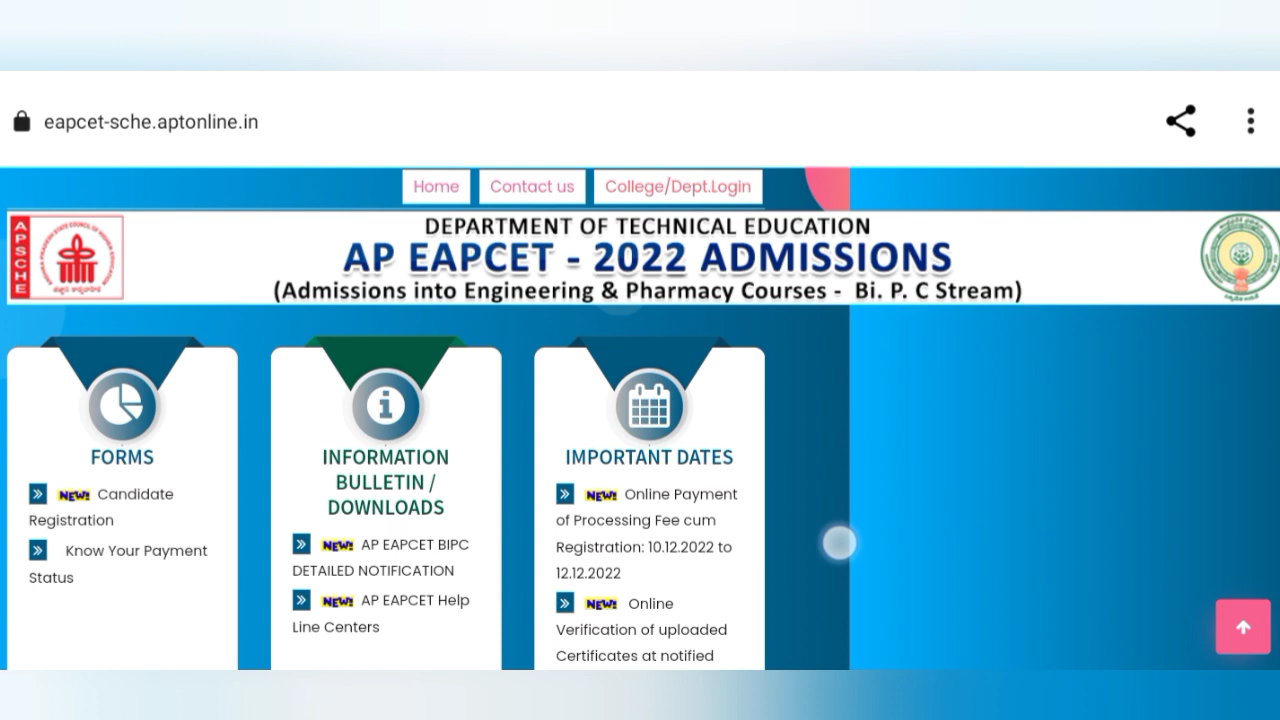 eapcet-sche.aptonline.in
Home
Contact us
College/Dept.Login
APSCHE
DEPARTMENT OF TECHNICAL EDUCATION
AP EAPCET - 2022 ADMISSIONS
(Admissions into Engineering & Pharmacy Courses - Bi. P. C Stream)
FORMS
NEW! Candidate
Registration
Know Your Payment
Status
INFORMATION
BULLETIN /
DOWNLOADS
NEW! AP EAPCET BIPC
DETAILED NOTIFICATION
NEW! AP EAPCET Help
Line Centers
IMPORTANT DATES
NEW! Online Payment
of Processing Fee cum
Registration: 10.12.2022 to
12.12.2022
NEW! Online
Verification of uploaded
Certificates at notified